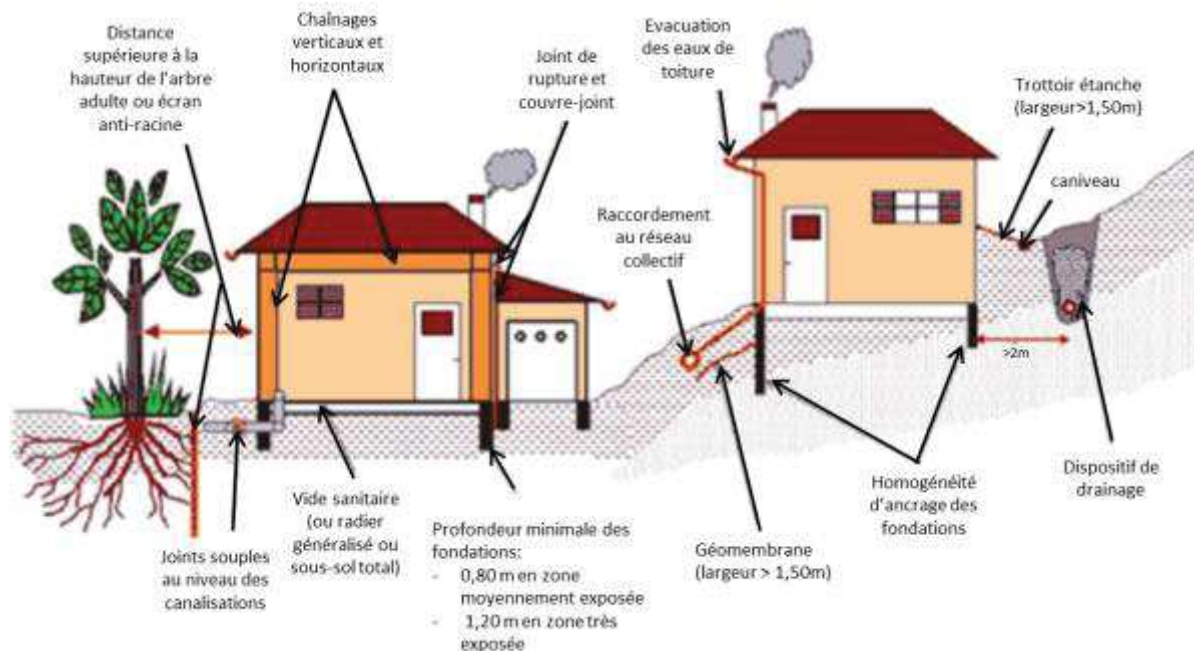 Distance
supérieure à la
hauteur de l'arbre
adulte ou écran
anti-racine
Chaînages
verticaux et
horizontaux
Joint de
rupture et
couvre-joint
Evacuation
des eaux de
toiture
Trottoir étanche
(largeur>1,50m)
caniveau
Raccordement
au réseau
collectif
>2m
Joints souples
au niveau des
canalisations
Vide sanitaire
(ou radier
généralisé ou
sous-sol total)
Profondeur minimale des
fondations:
- 0,80 m en zone
moyennement exposée
- 1,20 m en zone très
exposée
Géomembrane
(largeur > 1,50m)
Homogénéité
d'ancrage des
fondations
Dispositif de
drainage